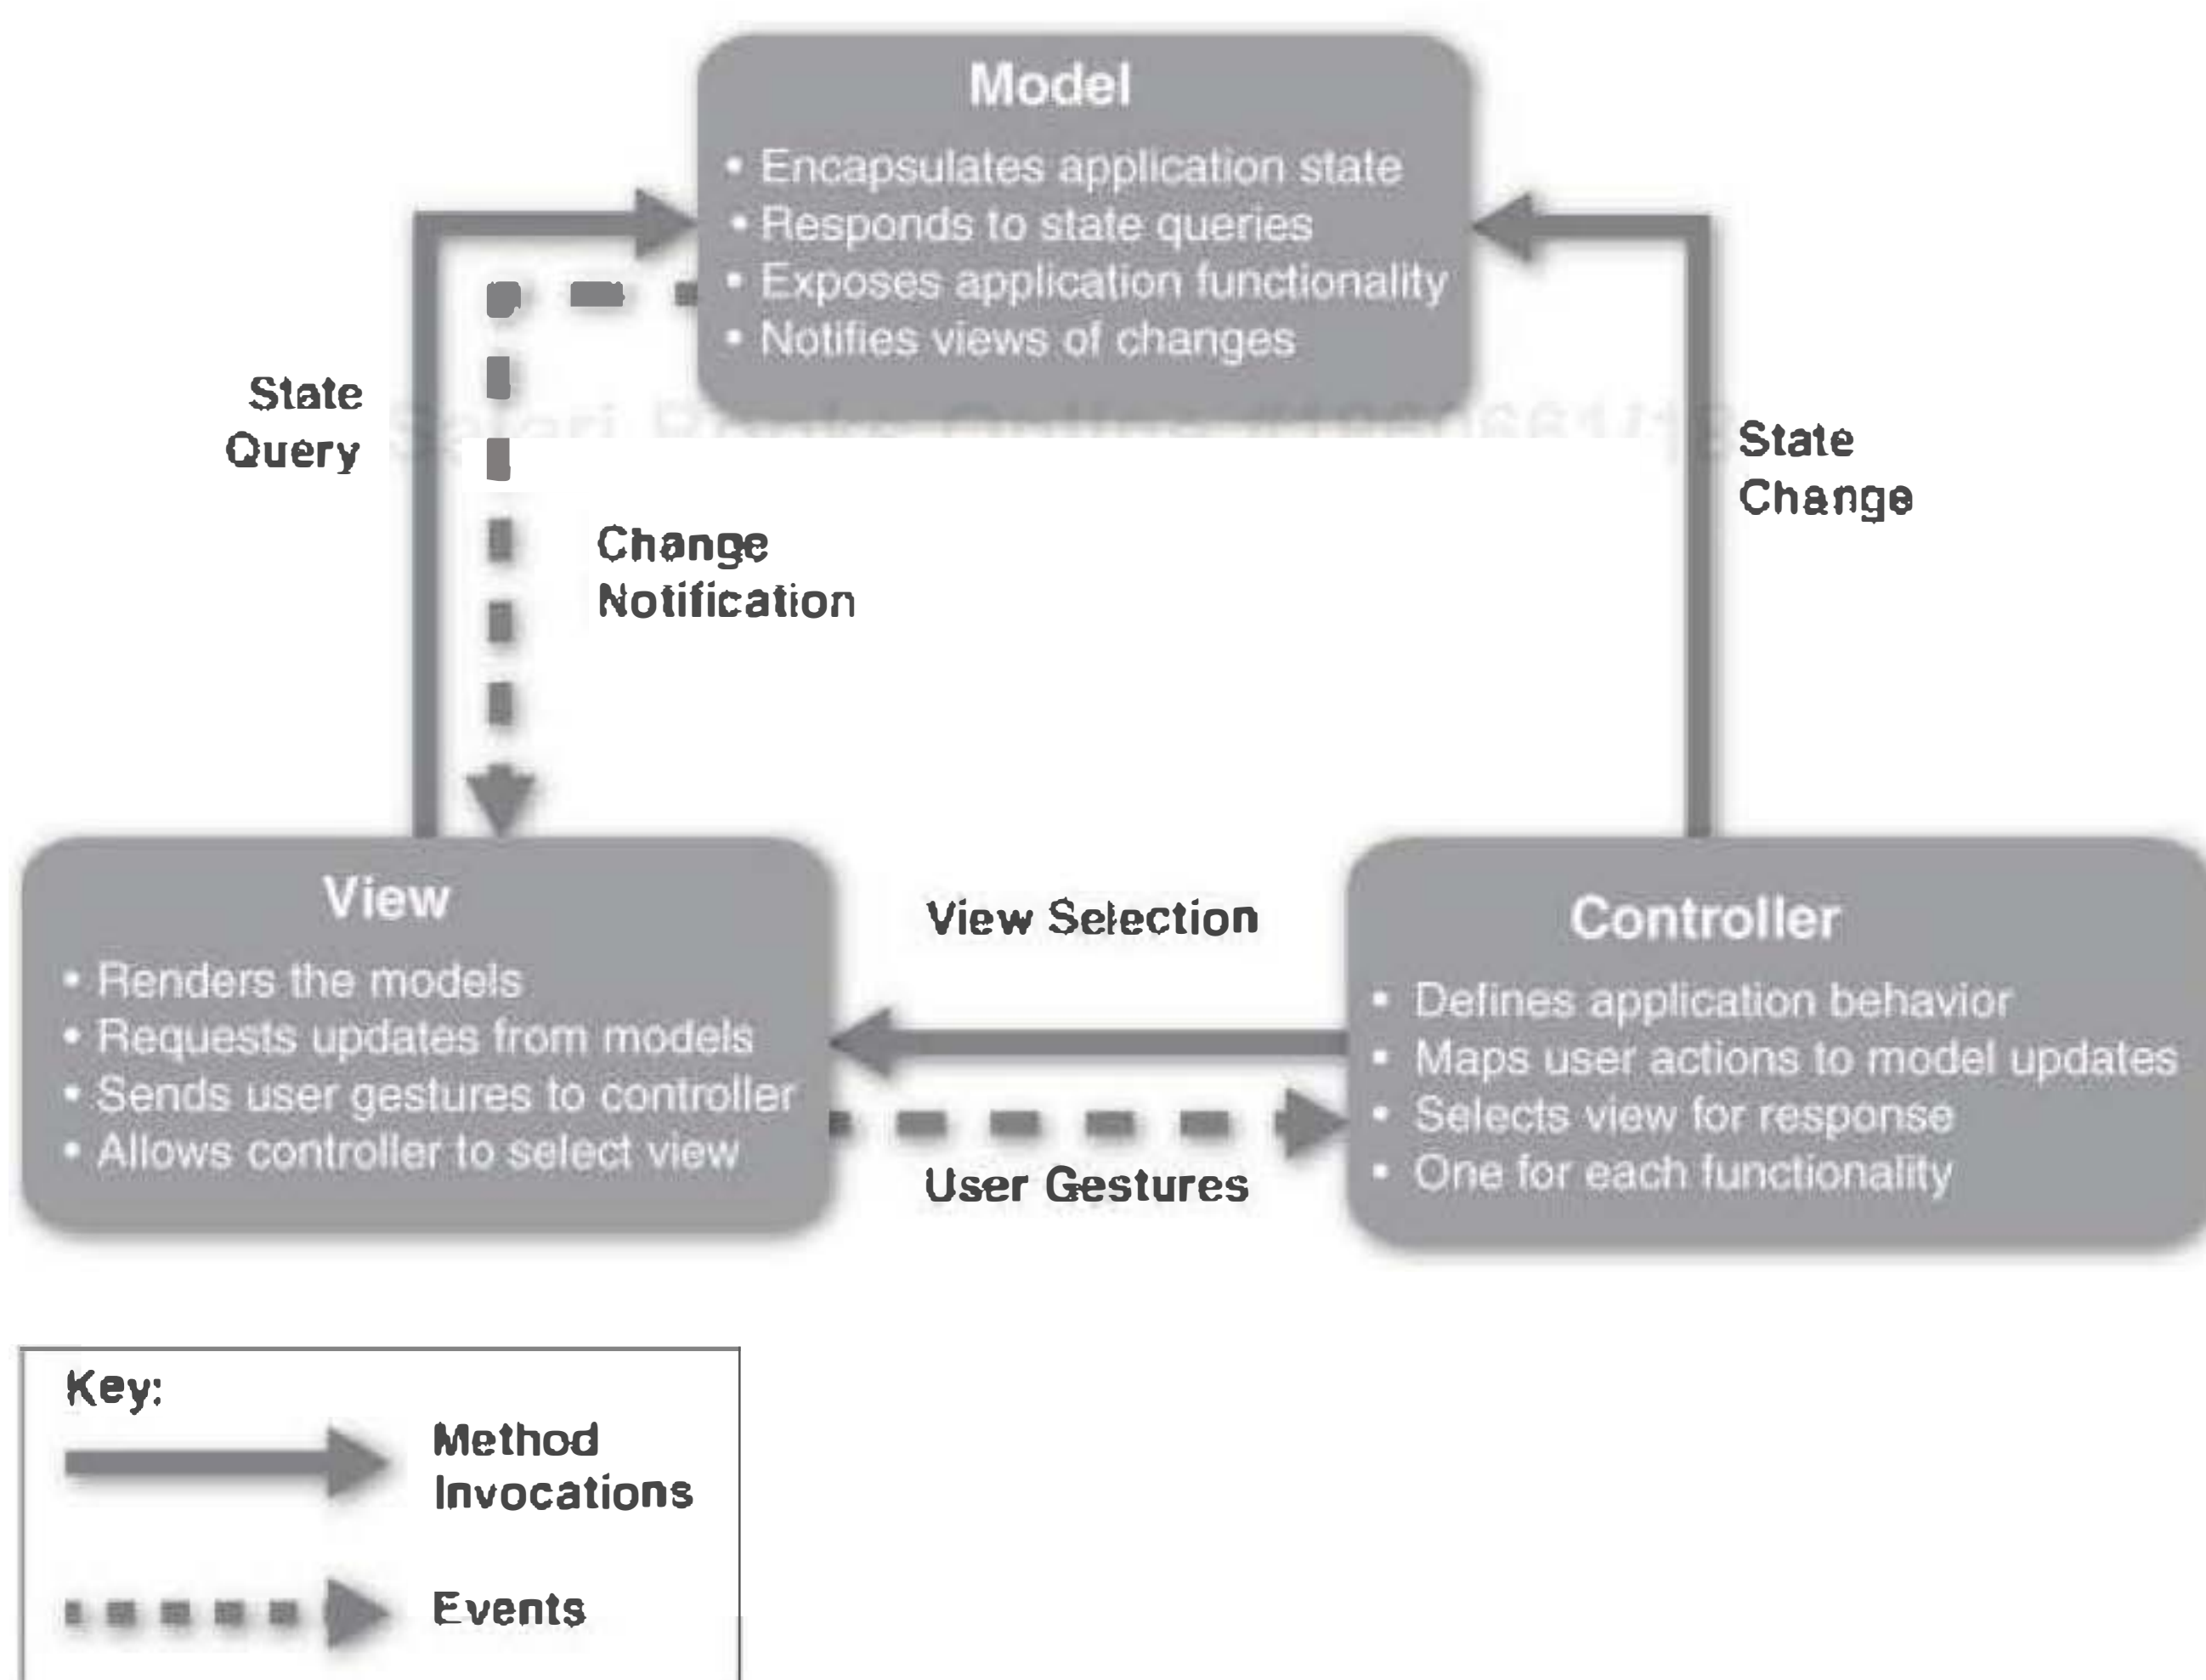 Model
• Encapsulates application state
• Responds to state queries
• Exposes application functionality
• Notifies views of changes
State
Query
Change
Notification
State
Change
View
• Renders the models
• Requests updates from models
• Sends user gestures to controller
• Allows controller to select view
View Selection
User Gestures
Controller
• Defines application behavior
• Maps user actions to model updates
• Selects view for response
• One for each functionality
Key:
Method
Invocations
Events